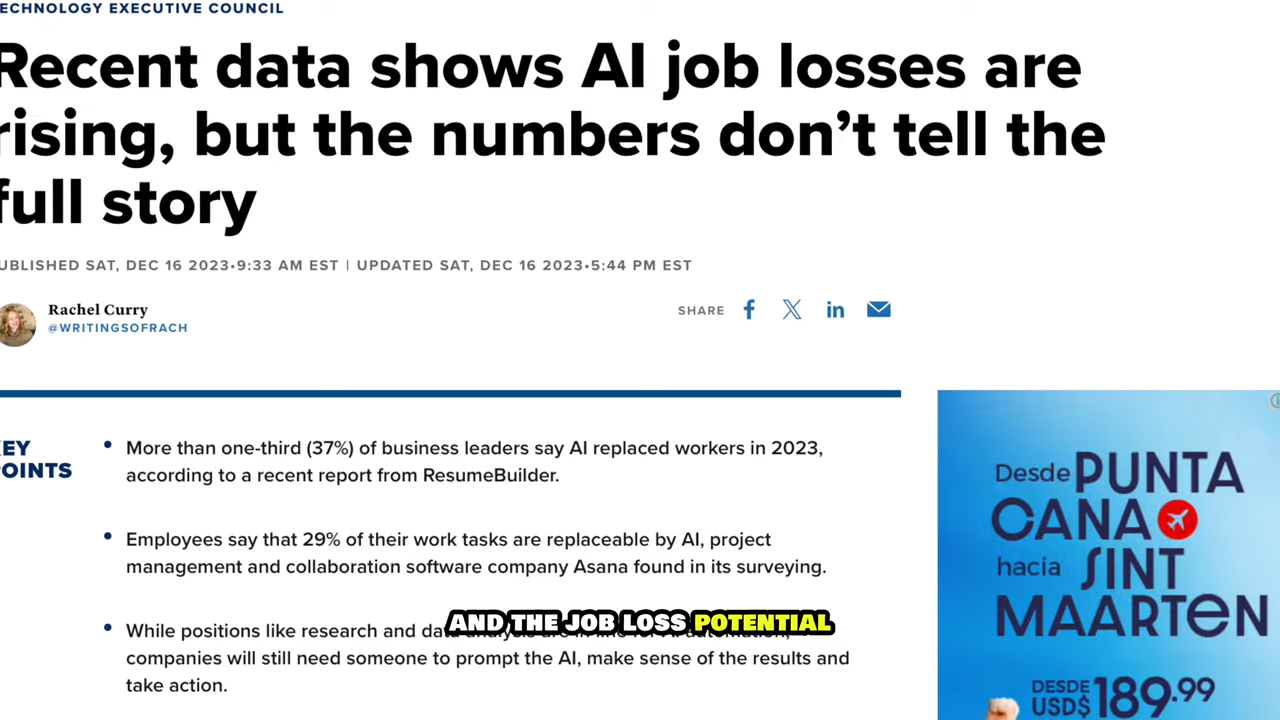 ECHNOLOGY EXECUTIVE COUNCIL
Recent data shows AI job losses are
rising, but the numbers don’t tell the
full story
UBLISHED SAT, DEC 16 2023•9:33 AM EST | UPDATED SAT, DEC 16 2023•5:44 PM EST
Rachel Curry
@WRITINGSOFRACH
SHARE
KEY
POINTS
• More than one-third (37%) of business leaders say AI replaced workers in 2023,
according to a recent report from ResumeBuilder.
• Employees say that 29% of their work tasks are replaceable by AI, project
management and collaboration software company Asana found in its surveying.
• While positions like research and
companies will still need someone to prompt the AI, make sense of the results and
take action.
AND THE JOB LOSS POTENTIAL
Desde PUNTA
CANA
hacia SINT
MAARTEN
DESDE
USD$ 189.99